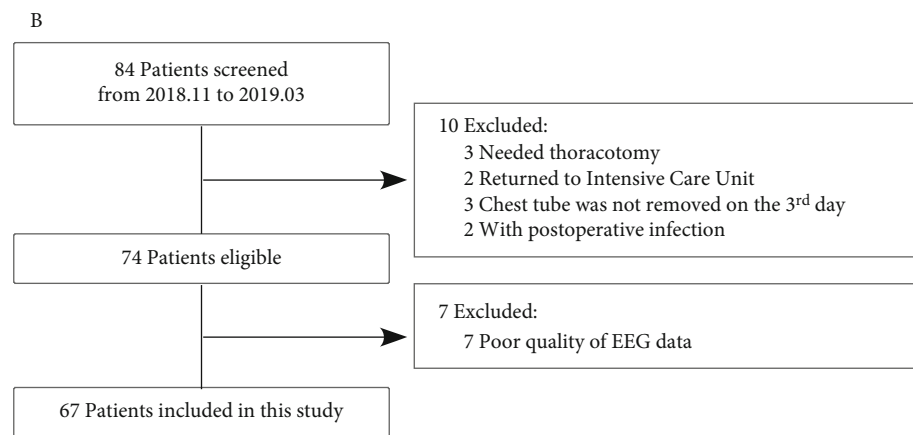 B
84 Patients screened
from 2018.11 to 2019.03
10 Excluded:
3 Needed thoracotomy
2 Returned to Intensive Care Unit
3 Chest tube was not removed on the 3rd day
2 With postoperative infection
74 Patients eligible
7 Excluded:
7 Poor quality of EEG data
67 Patients included in this study